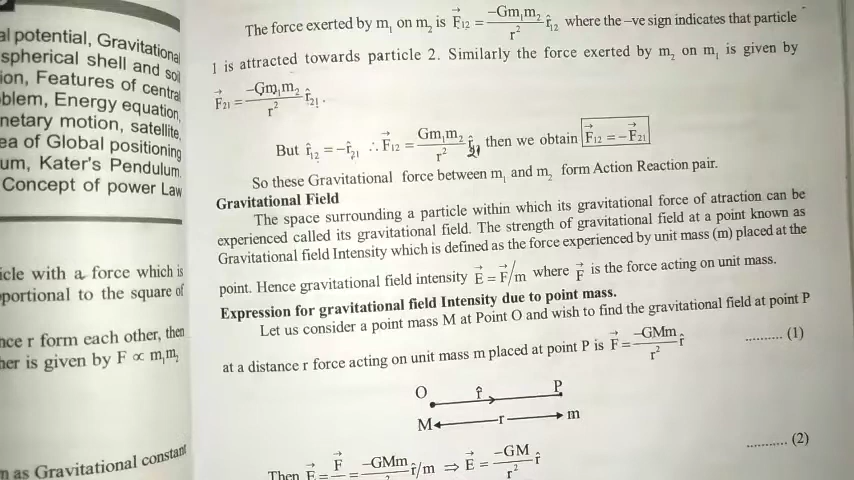 al potential, Gravitational
spherical shell and soil
ion, Features of central
blem, Energy equation,
netary motion, satellite,
ea of Global positioning
um, Kater's Pendulum.
Concept of power Law
icle with a force which is
portional to the square of
nce r form each other, then
her is given by F ∝ m₁m₂
n as Gravitational constant
The force exerted by m₁ on m₂ is F⃗₁₂ = −Gm₁m₂/r² r̂₁₂ where the –ve sign indicates that particle
1 is attracted towards particle 2. Similarly the force exerted by m₂ on m₁ is given by
F⃗₂₁ = −Gm₁m₂/r² r̂₂₁.
But r̂₁₂ = −r̂₂₁ ∴ F⃗₁₂ = Gm₁m₂/r² r̂₂₁ then we obtain F⃗₁₂ = −F⃗₂₁
So these Gravitational force between m₁ and m₂ form Action Reaction pair.
Gravitational Field
The space surrounding a particle within which its gravitational force of atraction can be
experienced called its gravitational field. The strength of gravitational field at a point known as
Gravitational field Intensity which is defined as the force experienced by unit mass (m) placed at the
point. Hence gravitational field intensity E⃗ = F⃗/m where F⃗ is the force acting on unit mass.
Expression for gravitational field Intensity due to point mass.
Let us consider a point mass M at Point O and wish to find the gravitational field at point P
at a distance r force acting on unit mass m placed at point P is F⃗ = −GMm/r² r̂ .......... (1)
O r̂ P
M r m
Then E⃗ = F⃗/ = −GMm/ r̂/m ⇒ E⃗ = −GM/r² r̂ ........... (2)